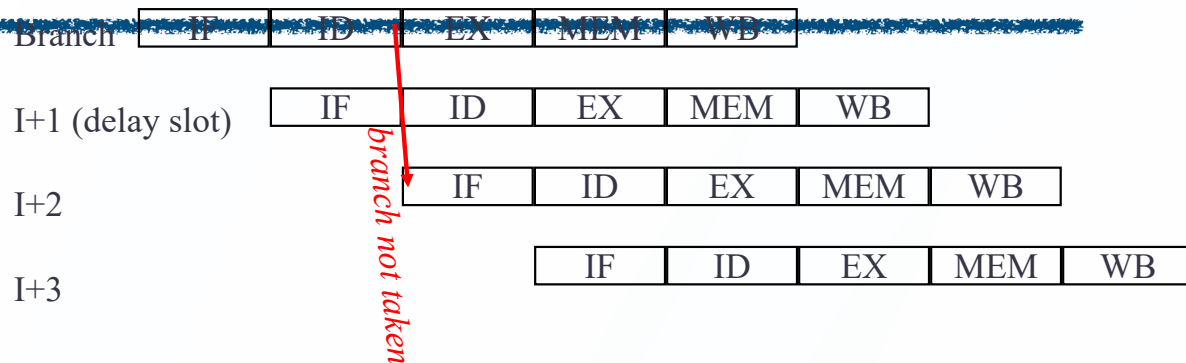 Branch IF ID EX MEM WB
I+1 (delay slot) IF ID EX MEM WB
branch not taken
I+2 IF ID EX MEM WB
I+3 IF ID EX MEM WB